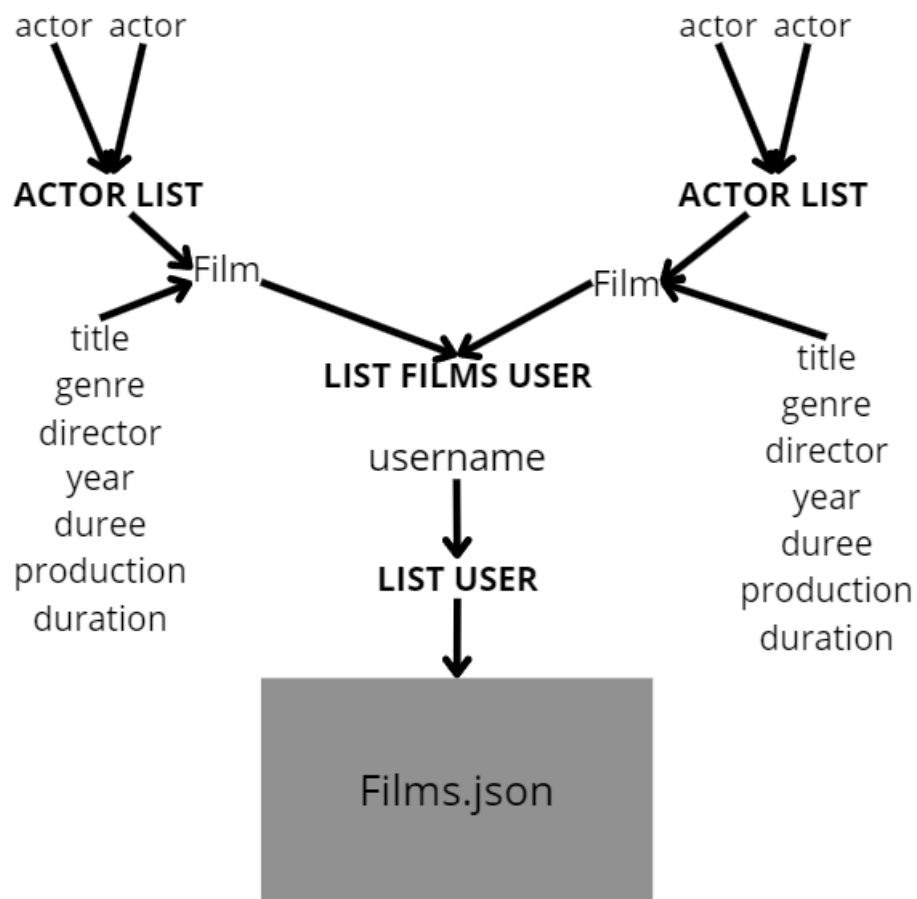 actor actor
actor actor
ACTOR LIST
ACTOR LIST
Film
Film
title
genre
director
year
duree
production
duration
LIST FILMS USER
username
LIST USER
title
genre
director
year
duree
production
duration
Films.json